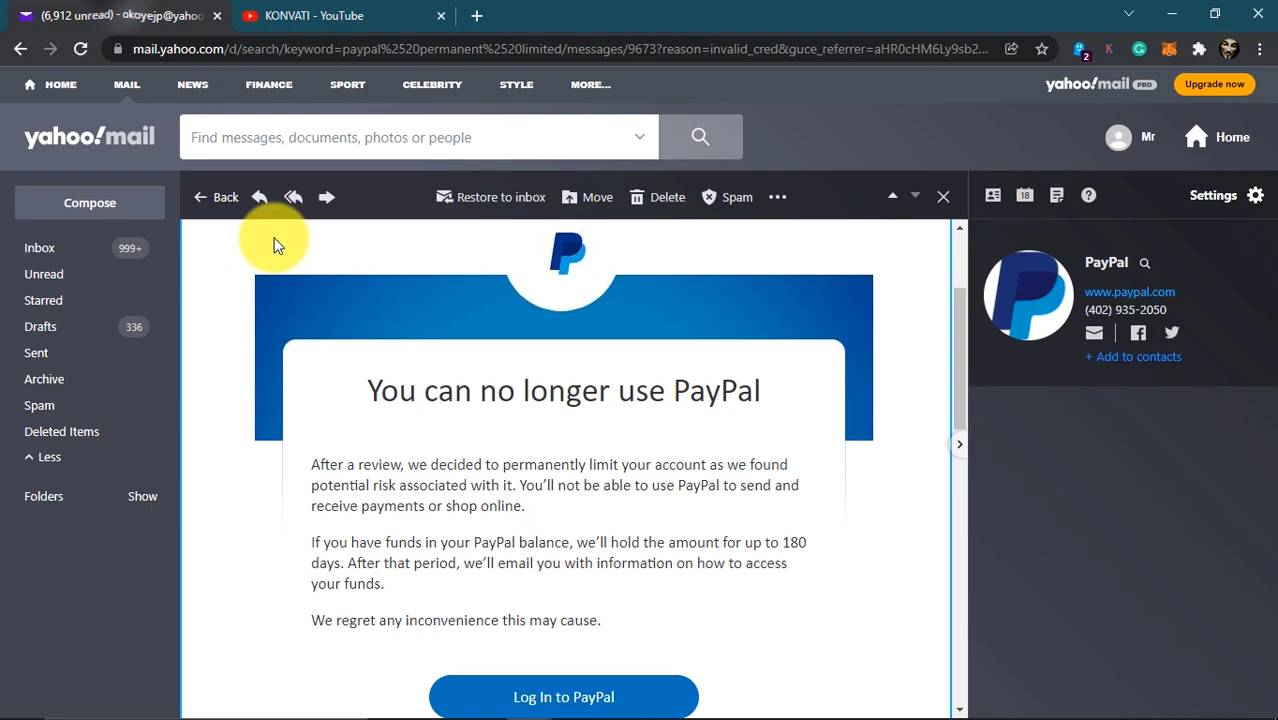 (6,912 unread) - okoyejp@yahoo
KONVATI - YouTube
mail.yahoo.com/d/search/keyword=paypal%2520permanent%2520limited/messages/9673?reason=invalid_cred&guce_referrer=aHR0cHM6Ly9sb2...
2
K
HOME MAIL NEWS FINANCE SPORT CELEBRITY STYLE MORE...
yahoo!mail PRO Upgrade now
yahoo!mail
Find messages, documents, photos or people
Mr Home
Compose
Back
Restore to inbox Move Delete Spam
18
Settings
Inbox 999+
Unread
Starred
Drafts 336
Sent
Archive
Spam
Deleted Items
Less
Folders Show
You can no longer use PayPal
After a review, we decided to permanently limit your account as we found
potential risk associated with it. You’ll not be able to use PayPal to send and
receive payments or shop online.
If you have funds in your PayPal balance, we’ll hold the amount for up to 180
days. After that period, we’ll email you with information on how to access
your funds.
We regret any inconvenience this may cause.
Log In to PayPal
PayPal
www.paypal.com
(402) 935-2050
+ Add to contacts